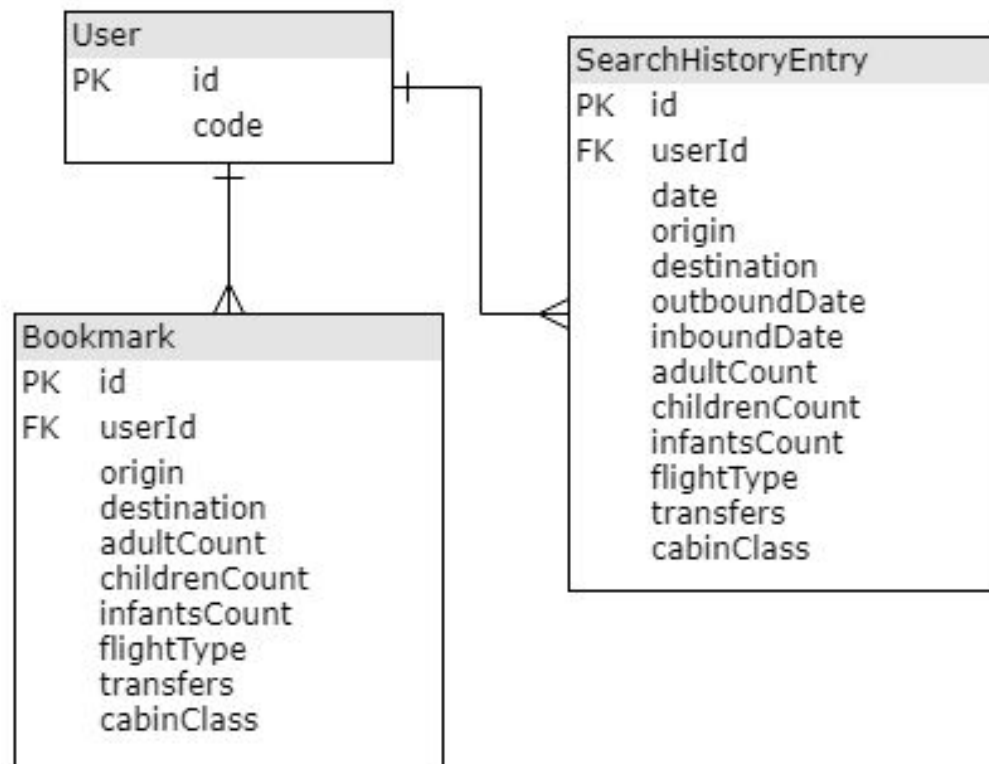 User
PK id
code
SearchHistoryEntry
PK id
FK userId
date
origin
destination
outboundDate
inboundDate
adultCount
childrenCount
infantsCount
flightType
transfers
cabinClass
Bookmark
PK id
FK userId
origin
destination
adultCount
childrenCount
infantsCount
flightType
transfers
cabinClass